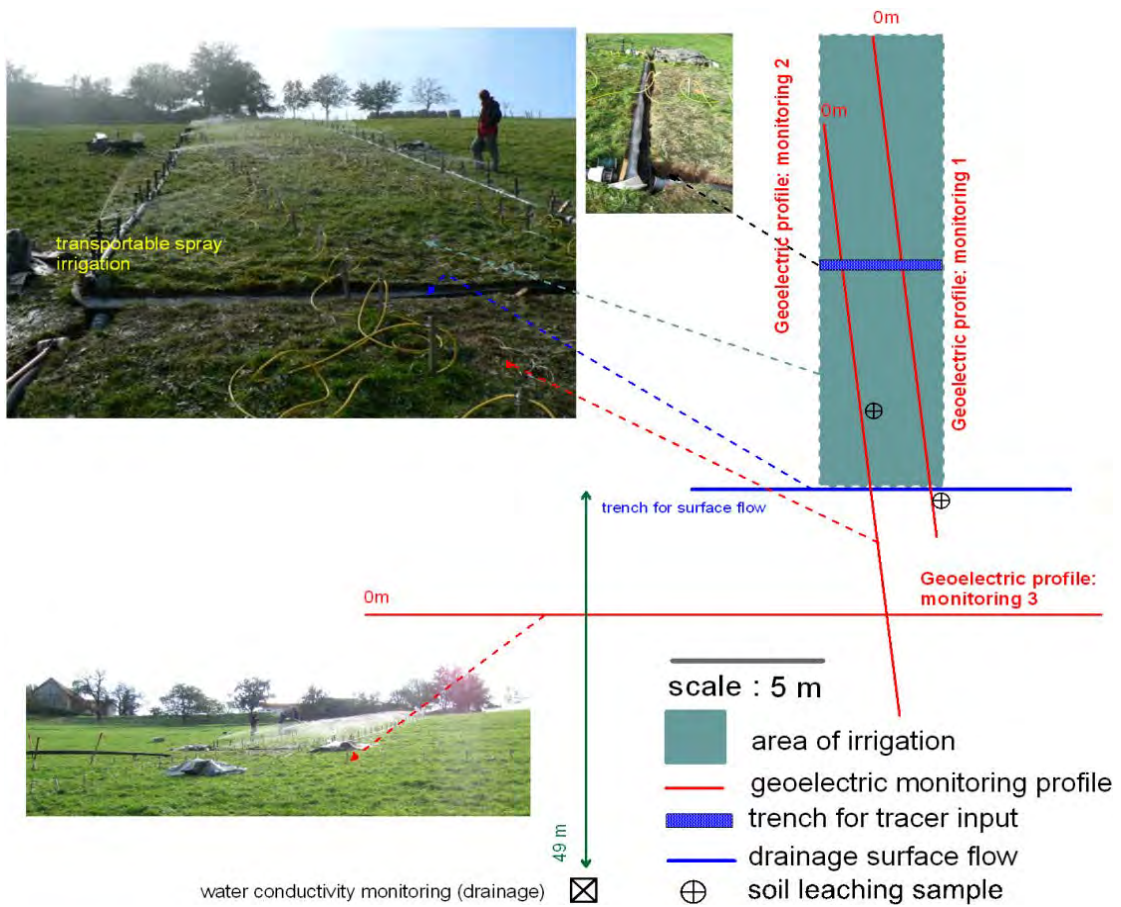 transportable spray
irrigation
0m
0m
Geoelectric profile: monitoring 2
Geoelectric profile: monitoring 1
trench for surface flow
0m
Geoelectric profile:
monitoring 3
49 m
scale : 5 m
area of irrigation
geoelectric monitoring profile
trench for tracer input
drainage surface flow
soil leaching sample
water conductivity monitoring (drainage)